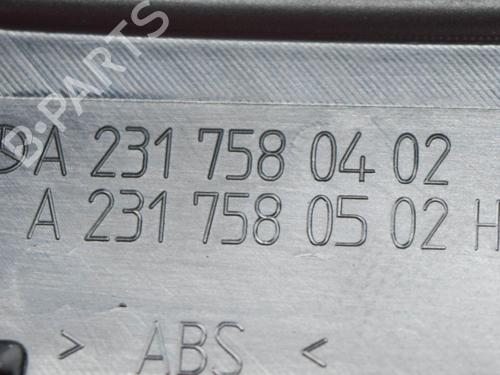 B-PARTS
A 231 758 04 02
A 231 758 05 02 H
> ABS <